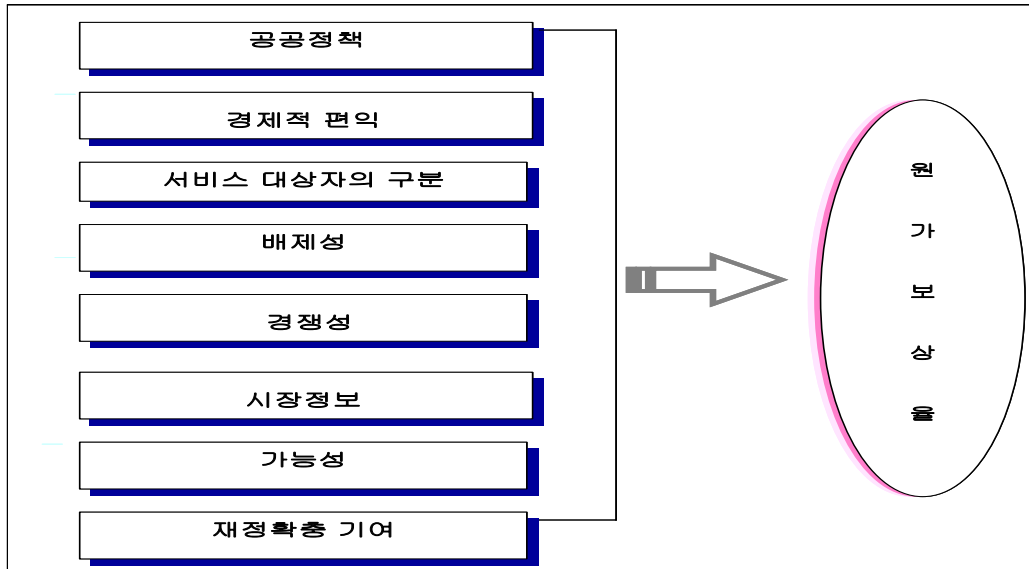 공공정책
경제적 편익
서비스 대상자의 구분
배제성
경쟁성
시장정보
가능성
재정확충 기여
원
가
보
상
율